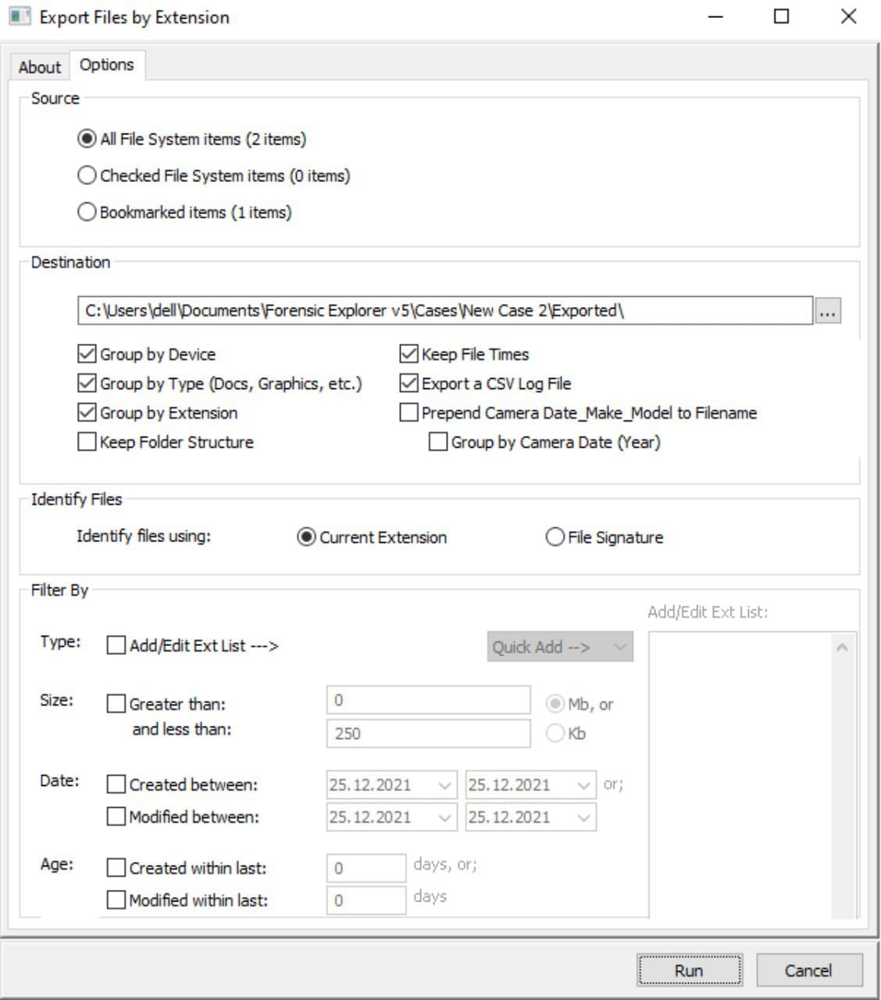 Export Files by Extension
About
Options
Source
All File System items (2 items)
Checked File System items (0 items)
Bookmarked items (1 items)
Destination
C:\Users\dell\Documents\Forensic Explorer v5\Cases\New Case 2\Exported\
...
Group by Device
Keep File Times
Group by Type (Docs, Graphics, etc.)
Export a CSV Log File
Group by Extension
Prepend Camera Date_Make_Model to Filename
Keep Folder Structure
Group by Camera Date (Year)
Identify Files
Identify files using:
Current Extension
File Signature
Filter By
Add/Edit Ext List:
Type:
Add/Edit Ext List --->
Quick Add -->
Size:
Greater than:
0
Mb, or
and less than:
250
Kb
Date:
Created between:
25.12.2021
25.12.2021
or;
Modified between:
25.12.2021
25.12.2021
Age:
Created within last:
0
days, or;
Modified within last:
0
days
Run
Cancel